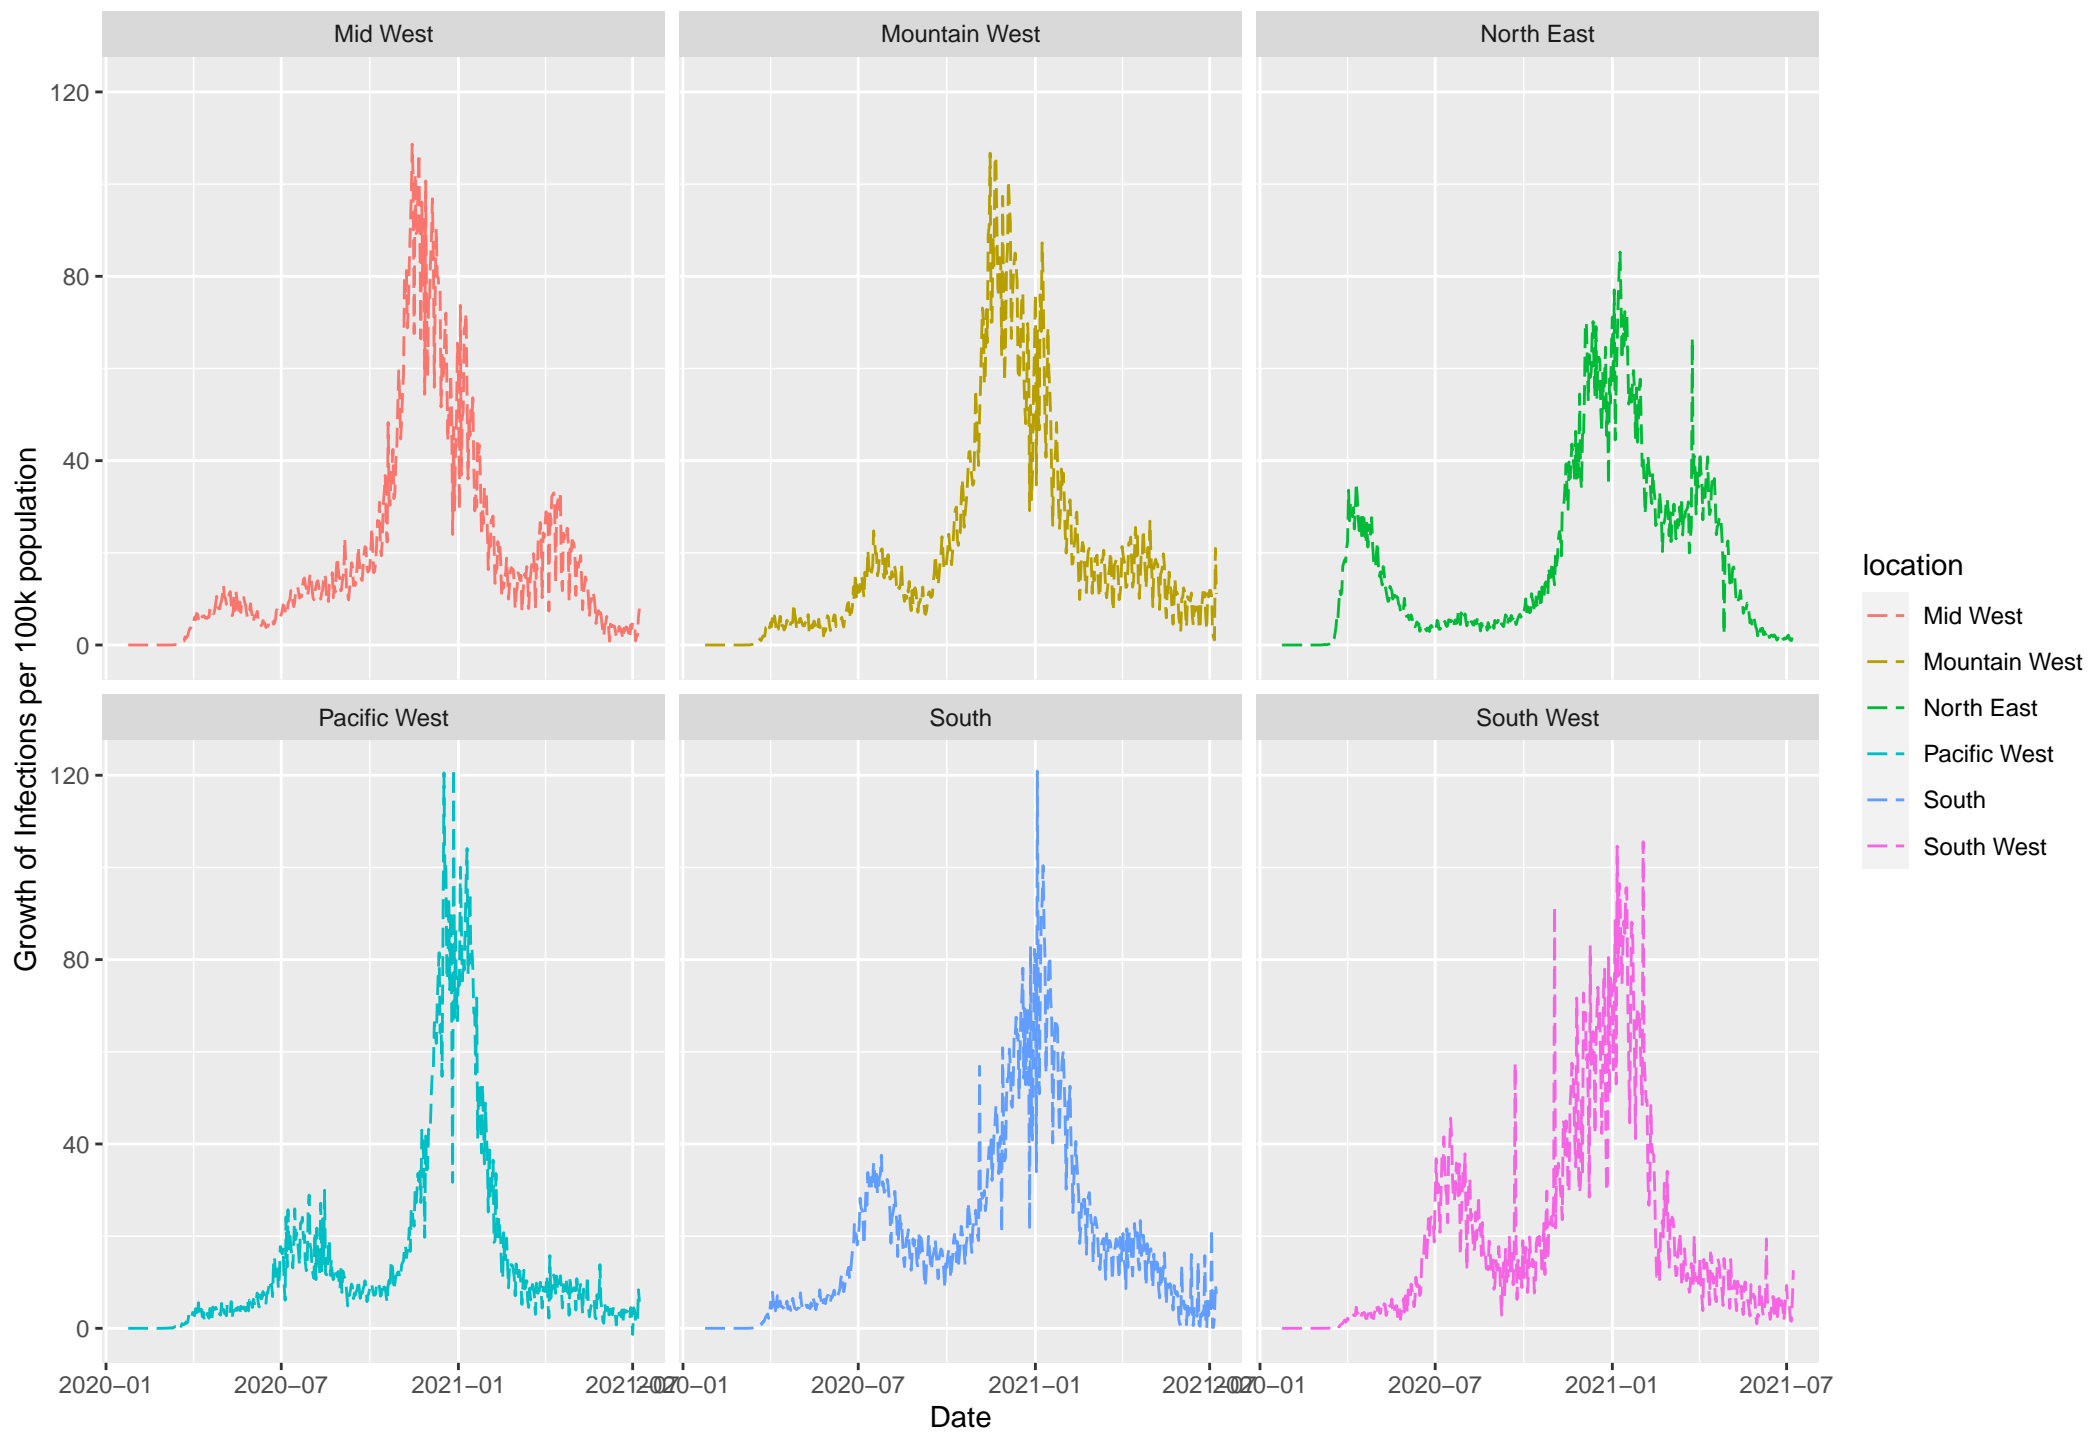 Mid West
Mountain West
North East
120
80
40
0
Growth of Infections per 100k population
Pacific West
South
South West
120
80
40
0
2020–01
2020–07
2021–01
2021–07
2020–01
2020–07
2021–01
2021–07
2020–01
2020–07
2021–01
2021–07
Date
location
Mid West
Mountain West
North East
Pacific West
South
South West